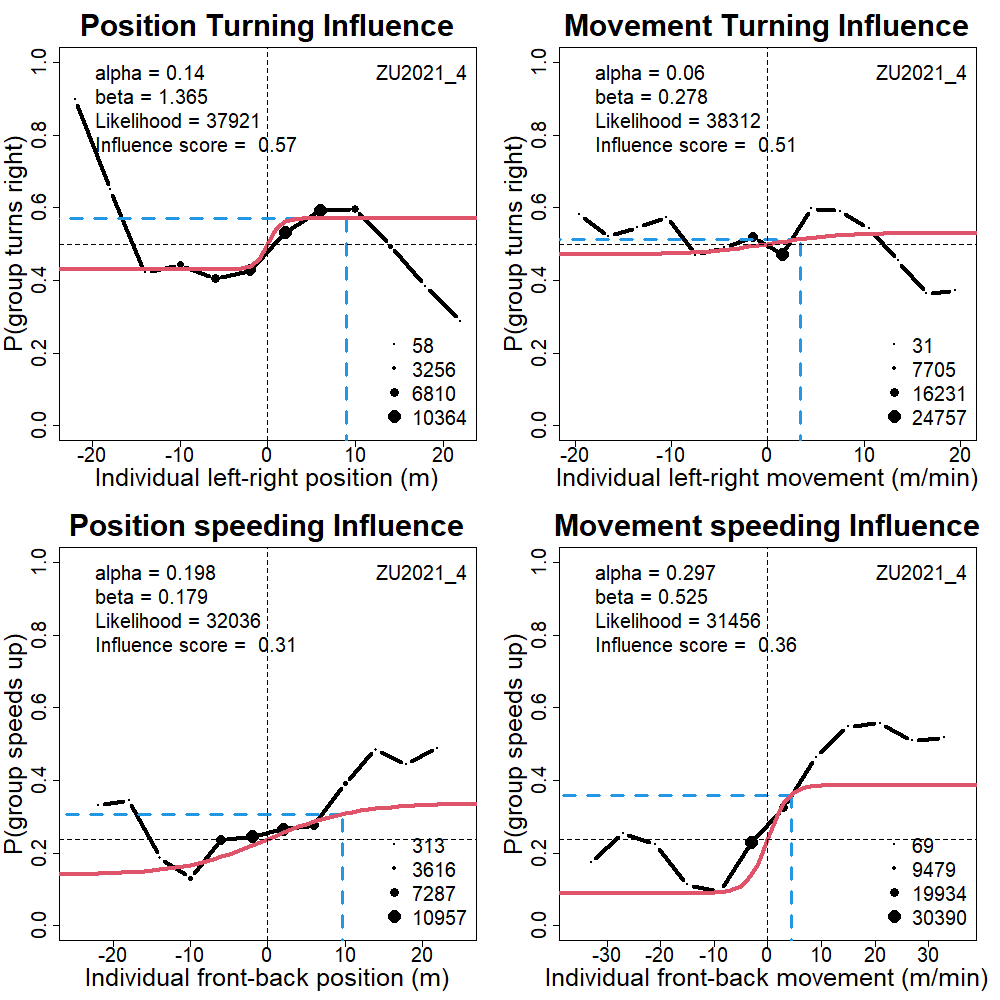 Position Turning Influence
P(group turns right)
1.0
0.8
0.6
0.4
0.2
0.0
alpha = 0.14
beta = 1.365
Likelihood = 37921
Influence score = 0.57
ZU2021_4
58
3256
6810
10364
-20
-10
0
10
20
Individual left-right position (m)
Movement Turning Influence
P(group turns right)
1.0
0.8
0.6
0.4
0.2
0.0
alpha = 0.06
beta = 0.278
Likelihood = 38312
Influence score = 0.51
ZU2021_4
31
7705
16231
24757
-20
-10
0
10
20
Individual left-right movement (m/min)
Position speeding Influence
P(group speeds up)
1.0
0.8
0.6
0.4
0.2
0.0
alpha = 0.198
beta = 0.179
Likelihood = 32036
Influence score = 0.31
ZU2021_4
313
3616
7287
10957
-20
-10
0
10
20
Individual front-back position (m)
Movement speeding Influence
P(group speeds up)
1.0
0.8
0.6
0.4
0.2
0.0
alpha = 0.297
beta = 0.525
Likelihood = 31456
Influence score = 0.36
ZU2021_4
69
9479
19934
30390
-30
-20
-10
0
10
20
30
Individual front-back movement (m/min)